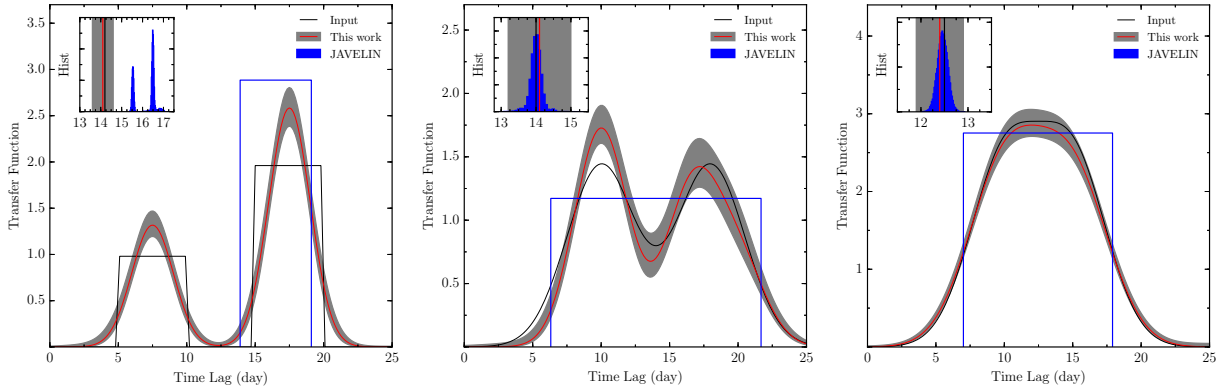 3.5
3.0
2.5
2.0
1.5
1.0
0.5
Transfer Function
0
5
10
15
20
25
Time Lag (day)
Hist
13 14 15 16 17
Input
This work
JAVELIN
2.5
2.0
1.5
1.0
0.5
Transfer Function
0
5
10
15
20
25
Time Lag (day)
Hist
13 14 15
Input
This work
JAVELIN
4
3
2
1
Transfer Function
0
5
10
15
20
25
Time Lag (day)
Hist
12 13
Input
This work
JAVELIN